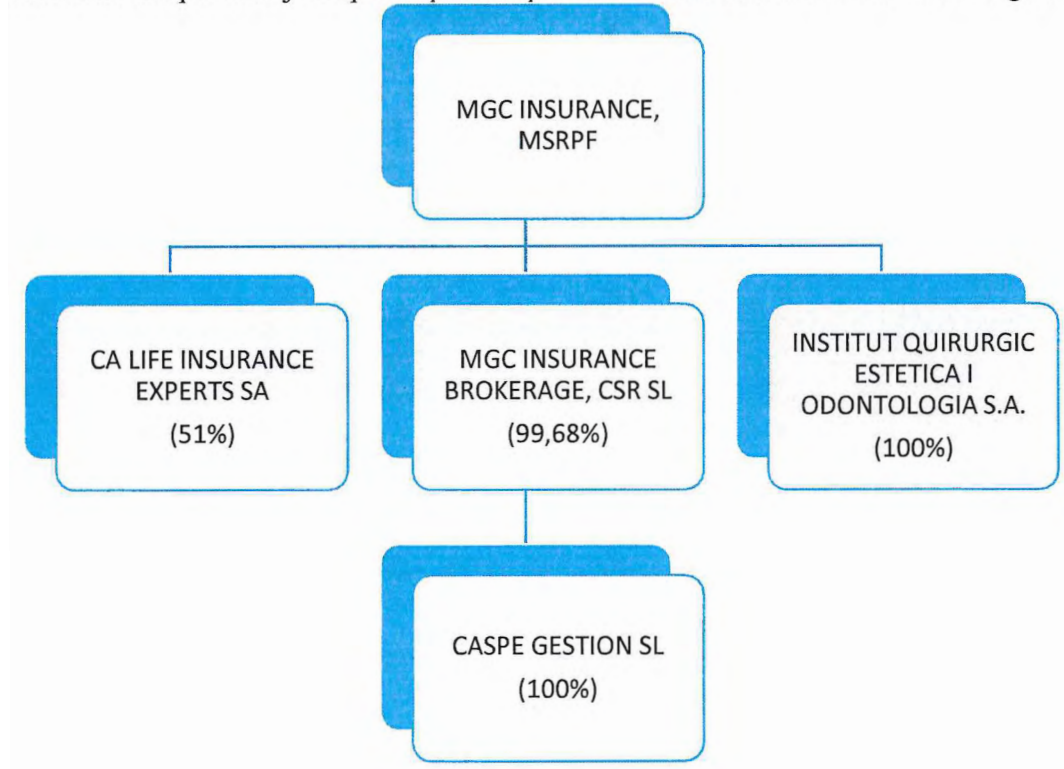 MGC INSURANCE,
MSRPF
CA LIFE INSURANCE
EXPERTS SA
(51%)
MGC INSURANCE
BROKERAGE, CSR SL
(99,68%)
INSTITUT QUIRURGIC
ESTETICA I
ODONTOLOGIA S.A.
(100%)
CASPE GESTION SL
(100%)